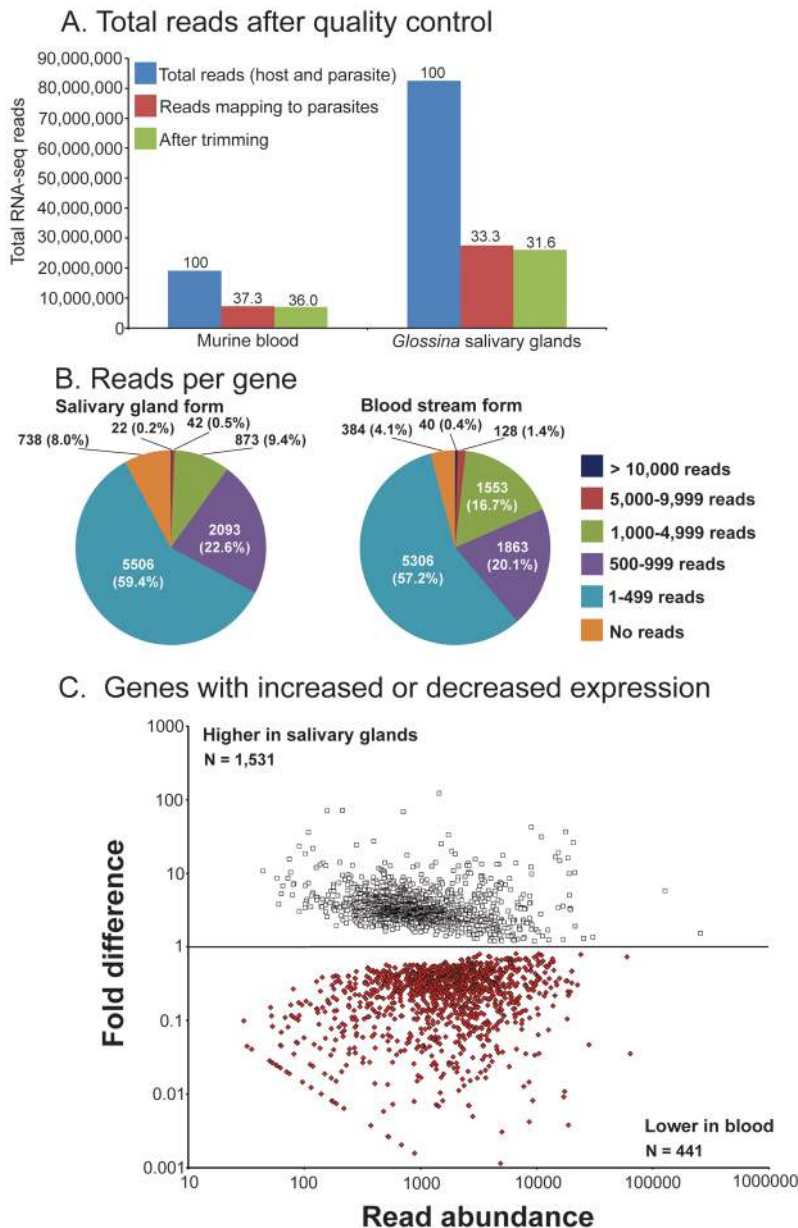 A. Total reads after quality control
Total RNA-seq reads
90,000,000
80,000,000
70,000,000
60,000,000
50,000,000
40,000,000
30,000,000
20,000,000
10,000,000
0
Total reads (host and parasite)
Reads mapping to parasites
After trimming
100
37.3
36.0
100
33.3
31.6
Murine blood
Glossina salivary glands
B. Reads per gene
Salivary gland form
22 (0.2%)
42 (0.5%)
738 (8.0%)
873 (9.4%)
2093
(22.6%)
5506
(59.4%)
Blood stream form
40 (0.4%)
384 (4.1%)
128 (1.4%)
1553
(16.7%)
1863
(20.1%)
5306
(57.2%)
> 10,000 reads
5,000-9,999 reads
1,000-4,999 reads
500-999 reads
1-499 reads
No reads
C. Genes with increased or decreased expression
Fold difference
1000
100
10
1
0.1
0.01
0.001
Higher in salivary glands
N = 1,531
Lower in blood
N = 441
10
100
1000
10000
100000
1000000
Read abundance